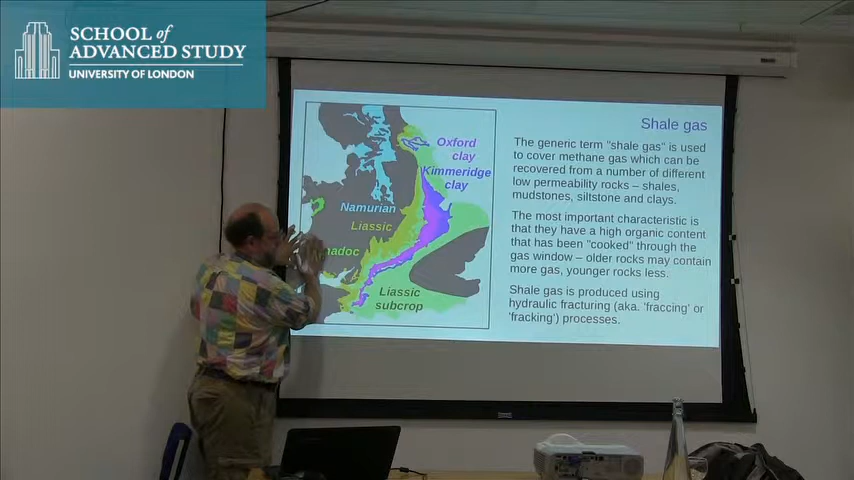 SCHOOL of
ADVANCED STUDY
UNIVERSITY OF LONDON
Shale gas
Oxford
clay
Kimmeridge
clay
Namurian
Liassic
Liassic
subcrop
The generic term "shale gas" is used
to cover methane gas which can be
recovered from a number of different
low permeability rocks – shales,
mudstones, siltstone and clays.
The most important characteristic is
that they have a high organic content
that has been "cooked" through the
gas window – older rocks may contain
more gas, younger rocks less.
Shale gas is produced using
hydraulic fracturing (aka. 'fraccing' or
'fracking') processes.